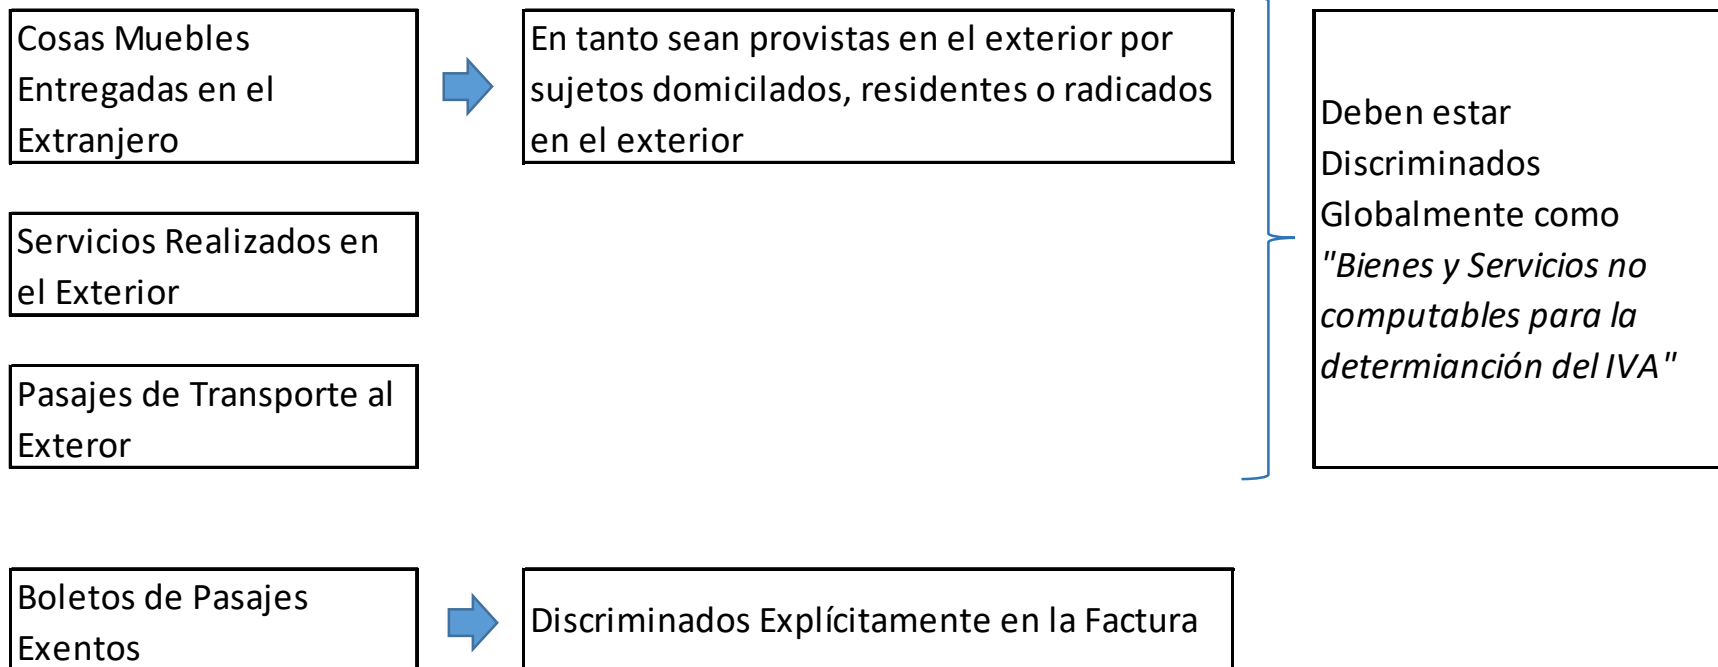 Cosas Muebles
Entregadas en el
Extranjero
En tanto sean provistas en el exterior por
sujetos domicilados, residentes o radicados
en el exterior
Servicios Realizados en
el Exterior
Pasajes de Transporte al
Exteror
Deben estar
Discriminados
Globalmente como
"Bienes y Servicios no
computables para la
determianción del IVA"
Boletos de Pasajes
Exentos
Discriminados Explícitamente en la Factura